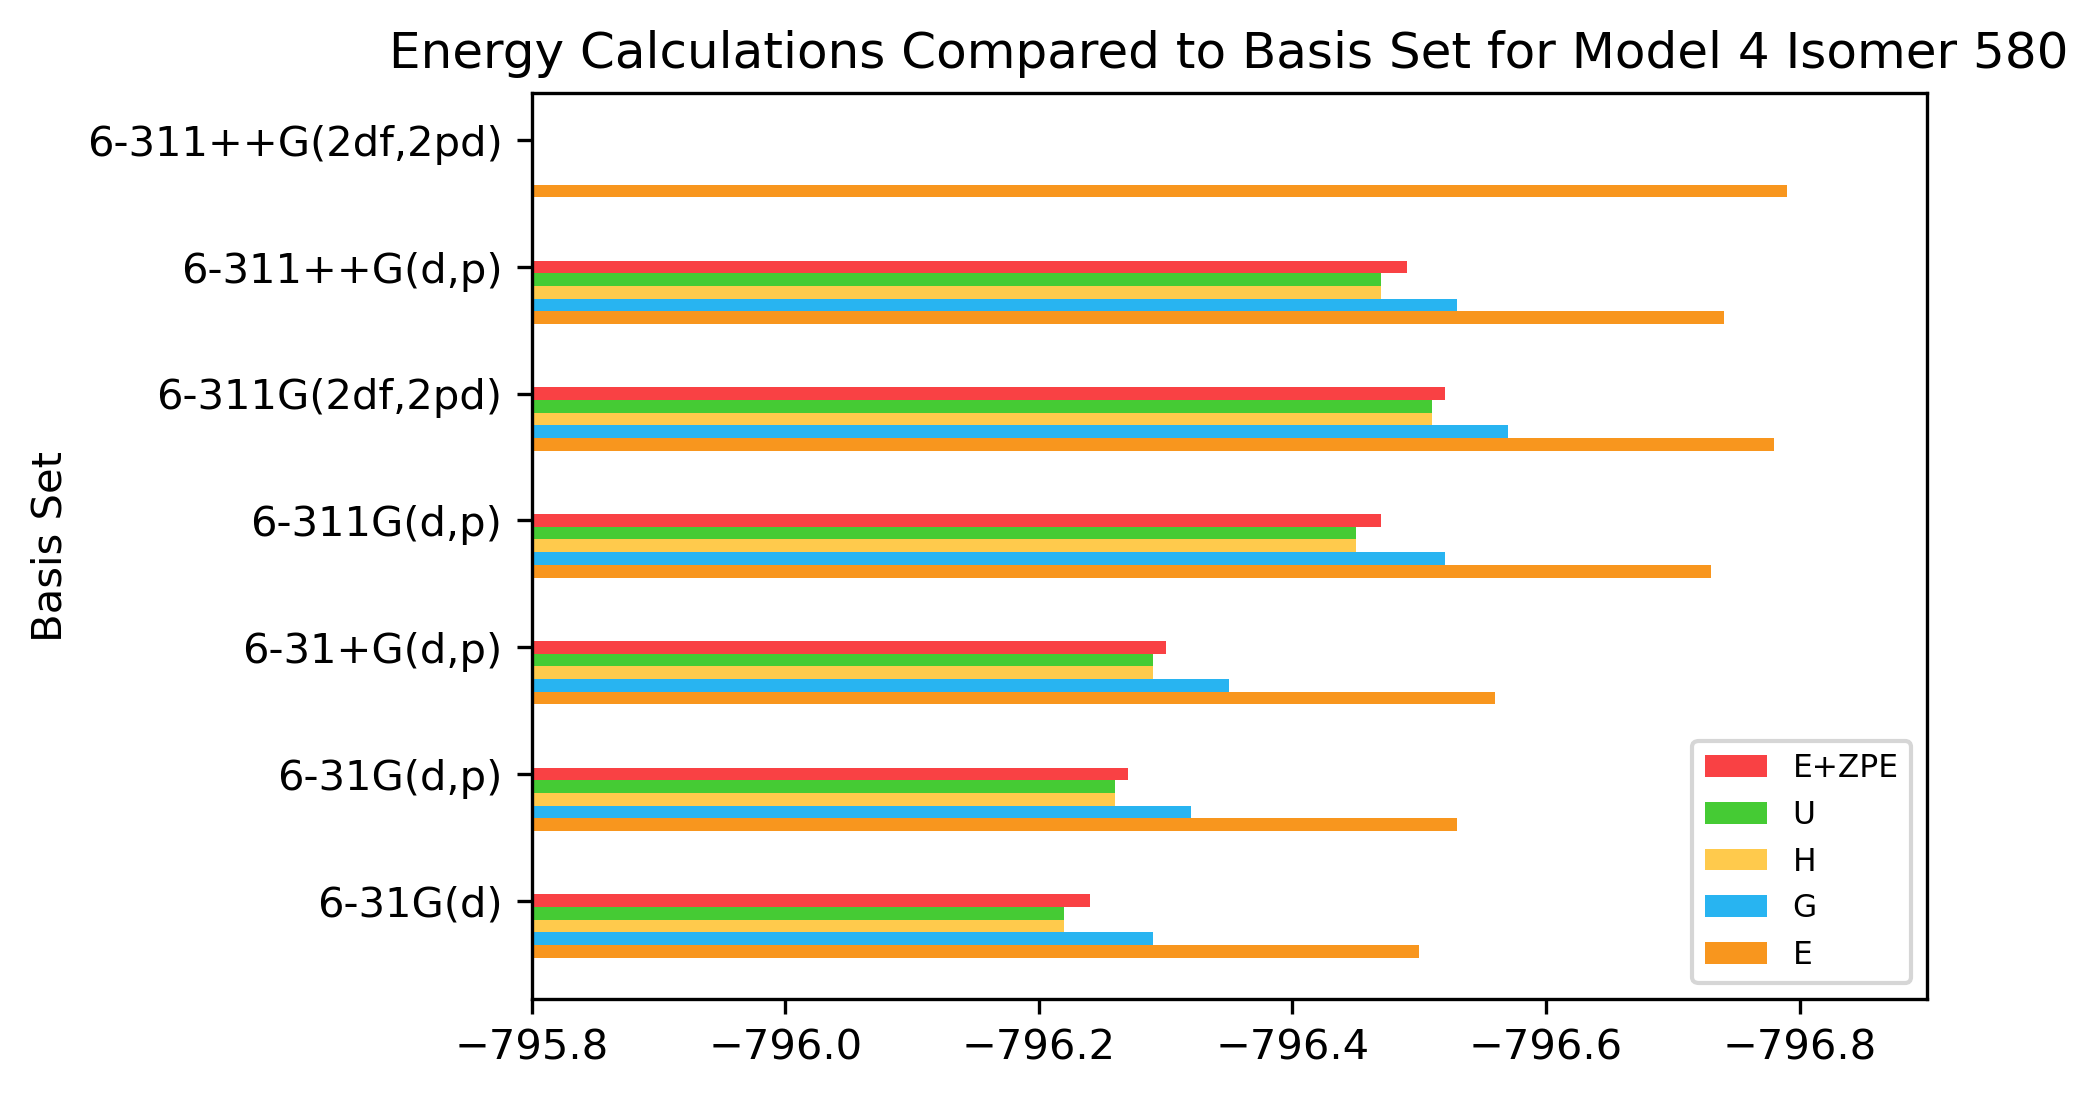 Energy Calculations Compared to Basis Set for Model 4 Isomer 580
6-311++G(2df,2pd)
6-311++G(d,p)
6-311G(2df,2pd)
6-311G(d,p)
6-31+G(d,p)
6-31G(d,p)
6-31G(d)
Basis Set
E+ZPE
U
H
G
E
−795.8 −796.0 −796.2 −796.4 −796.6 −796.8